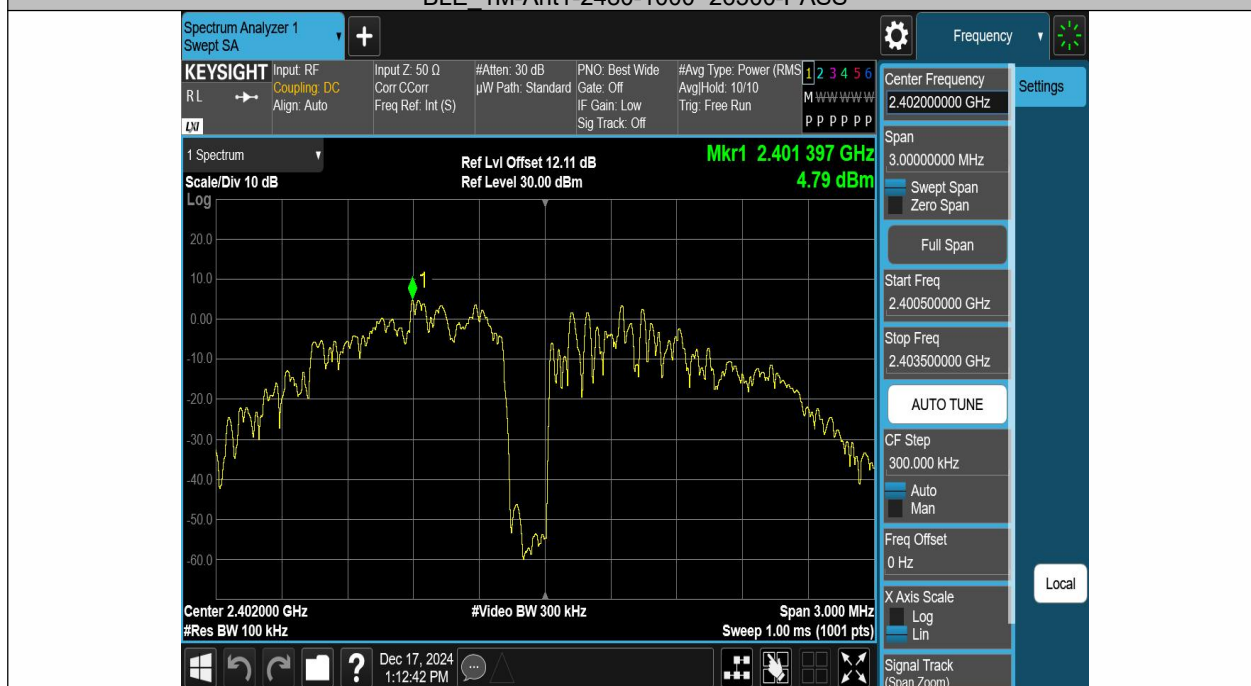 BLE_1M-Ant1-2480-1000~26500-PASS
Spectrum Analyzer 1
Swept SA
+
Frequency
KEYSIGHT
RL
LXI
Input: RF
Coupling: DC
Align: Auto
Input Z: 50 Ω
Corr CCorr
Freq Ref: Int (S)
#Atten: 30 dB
µW Path: Standard
PNO: Best Wide
Gate: Off
IF Gain: Low
Sig Track: Off
#Avg Type: Power (RMS
Avg|Hold: 10/10
Trig: Free Run
1 2 3 4 5 6
M W W W W W
P P P P P P
1 Spectrum
Scale/Div 10 dB
Log
Ref Lvl Offset 12.11 dB
Ref Level 30.00 dBm
Mkr1 2.401 397 GHz
4.79 dBm
20.0
10.0
0.00
-10.0
-20.0
-30.0
-40.0
-50.0
-60.0
1
Center 2.402000 GHz
#Res BW 100 kHz
#Video BW 300 kHz
Span 3.000 MHz
Sweep 1.00 ms (1001 pts)
Dec 17, 2024
1:12:42 PM
Center Frequency
2.402000000 GHz
Settings
Span
3.00000000 MHz
Swept Span
Zero Span
Full Span
Start Freq
2.400500000 GHz
Stop Freq
2.403500000 GHz
AUTO TUNE
CF Step
300.000 kHz
Auto
Man
Freq Offset
0 Hz
X Axis Scale
Log
Lin
Local
Signal Track
(Span Zoom)